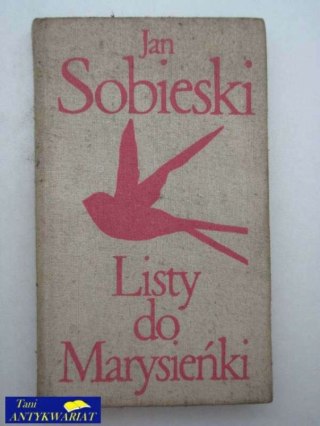 Jan
Sobieski
Listy
do
Marysieńki
Tani
ANTYKWARIAT